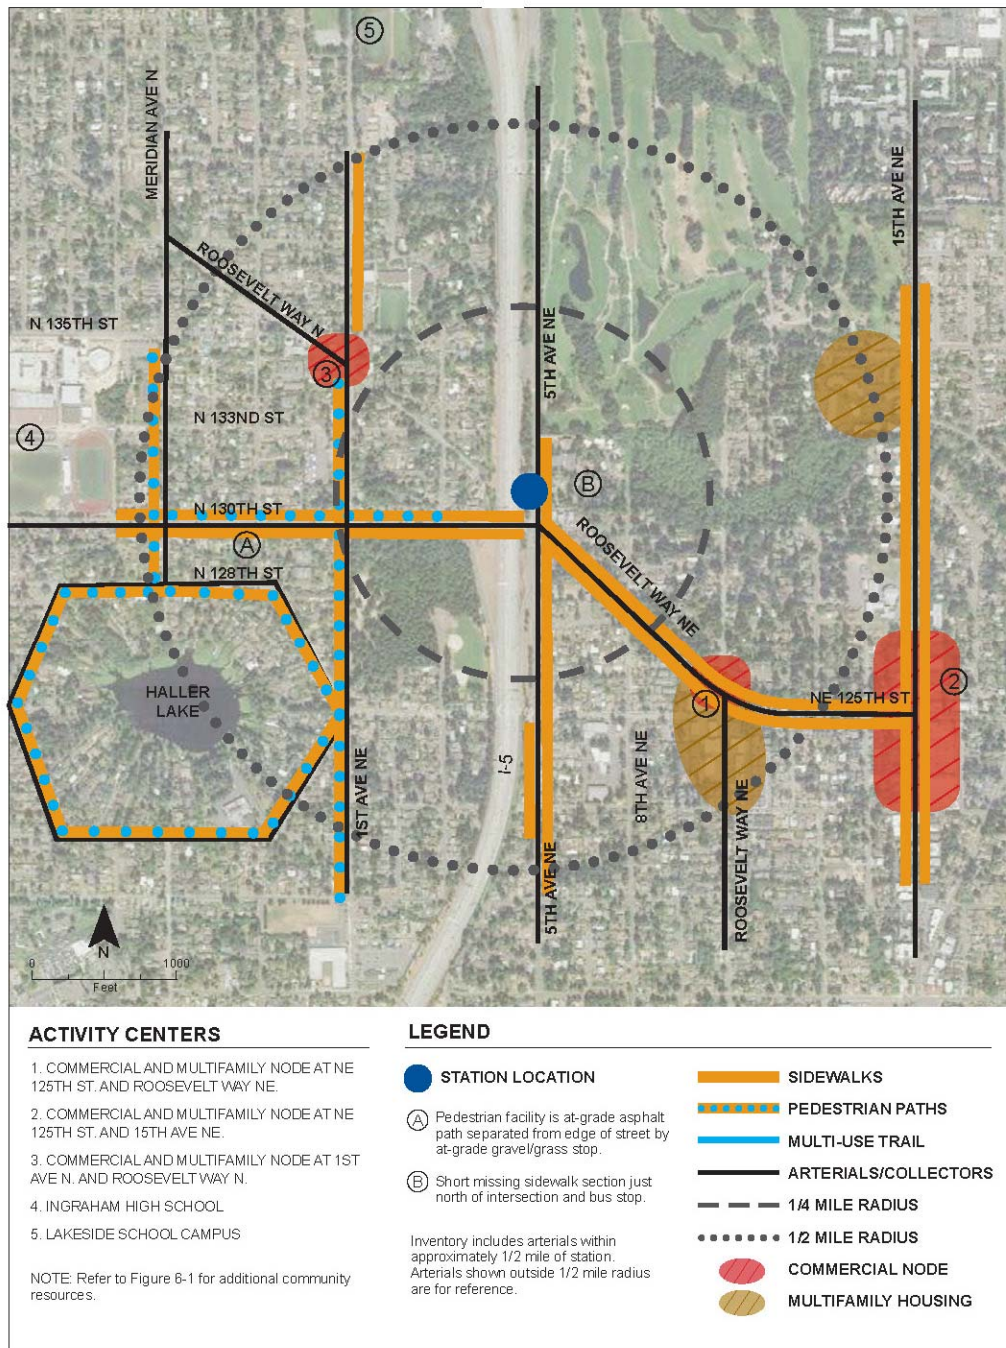 5
MERIDIAN AVE N
15TH AVE NE
ROOSEVELT WAY N
N 135TH ST
5TH AVE NE
3
N 133ND ST
4
B
N 130TH ST
A
ROOSEVELT WAY NE
N 128TH ST
HALLER
LAKE
2
1
NE 125TH ST
I-5
8TH AVE NE
1ST AVE NE
5TH AVE NE
ROOSEVELT WAY NE
N
0
1000
Feet
ACTIVITY CENTERS
1. COMMERCIAL AND MULTIFAMILY NODE AT NE
125TH ST. AND ROOSEVELT WAY NE.
2. COMMERCIAL AND MULTIFAMILY NODE AT NE
125TH ST. AND 15TH AVE NE.
3. COMMERCIAL AND MULTIFAMILY NODE AT 1ST
AVE N. AND ROOSEVELT WAY N.
4. INGRAHAM HIGH SCHOOL
5. LAKESIDE SCHOOL CAMPUS
NOTE: Refer to Figure 6-1 for additional community
resources.
LEGEND
STATION LOCATION
A Pedestrian facility is at-grade asphalt
path separated from edge of street by
at-grade gravel/grass stop.
B Short missing sidewalk section just
north of intersection and bus stop.
Inventory includes arterials within
approximately 1/2 mile of station.
Arterials shown outside 1/2 mile radius
are for reference.
SIDEWALKS
PEDESTRIAN PATHS
MULTI-USE TRAIL
ARTERIALS/COLLECTORS
1/4 MILE RADIUS
1/2 MILE RADIUS
COMMERCIAL NODE
MULTIFAMILY HOUSING